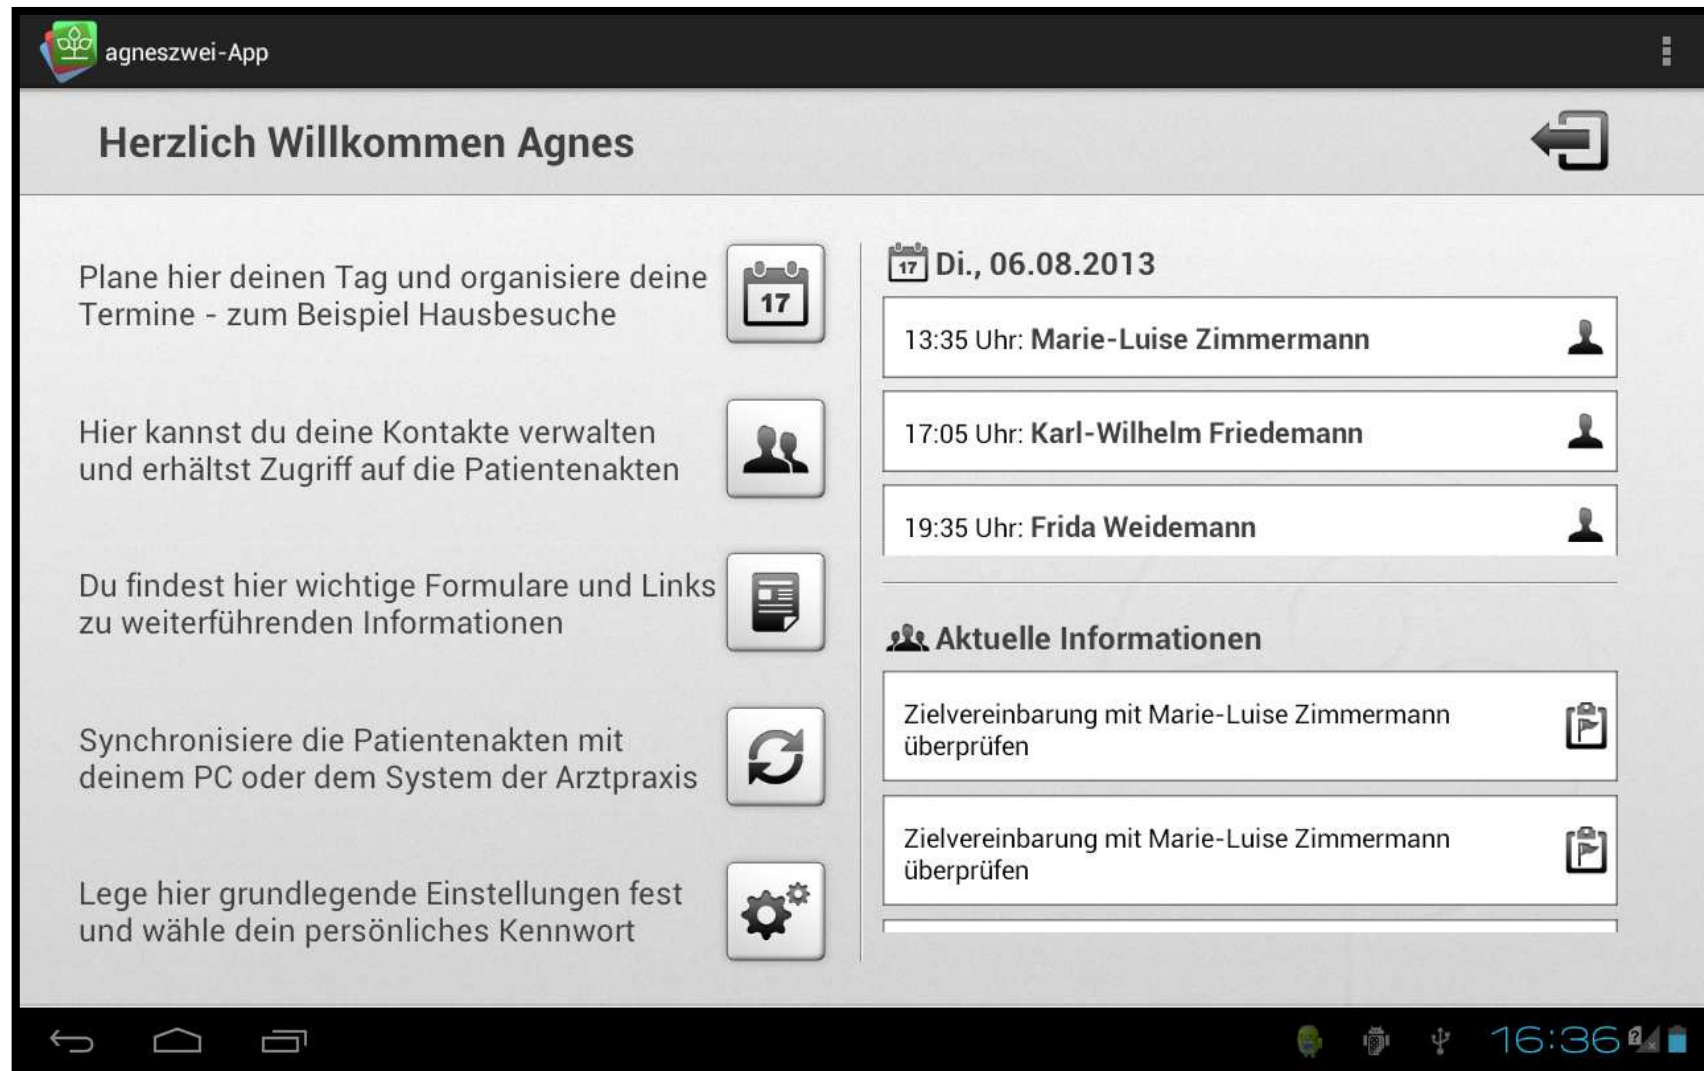 agneszwei-App
Herzlich Willkommen Agnes
Plane hier deinen Tag und organisiere deine
Termine - zum Beispiel Hausbesuche
17
Hier kannst du deine Kontakte verwalten
und erhältst Zugriff auf die Patientenakten
Du findest hier wichtige Formulare und Links
zu weiterführenden Informationen
Synchronisiere die Patientenakten mit
deinem PC oder dem System der Arztpraxis
Lege hier grundlegende Einstellungen fest
und wähle dein persönliches Kennwort
17 Di., 06.08.2013
13:35 Uhr: Marie-Luise Zimmermann
17:05 Uhr: Karl-Wilhelm Friedemann
19:35 Uhr: Frida Weidemann
Aktuelle Informationen
Zielvereinbarung mit Marie-Luise Zimmermann
überprüfen
Zielvereinbarung mit Marie-Luise Zimmermann
überprüfen
16:36